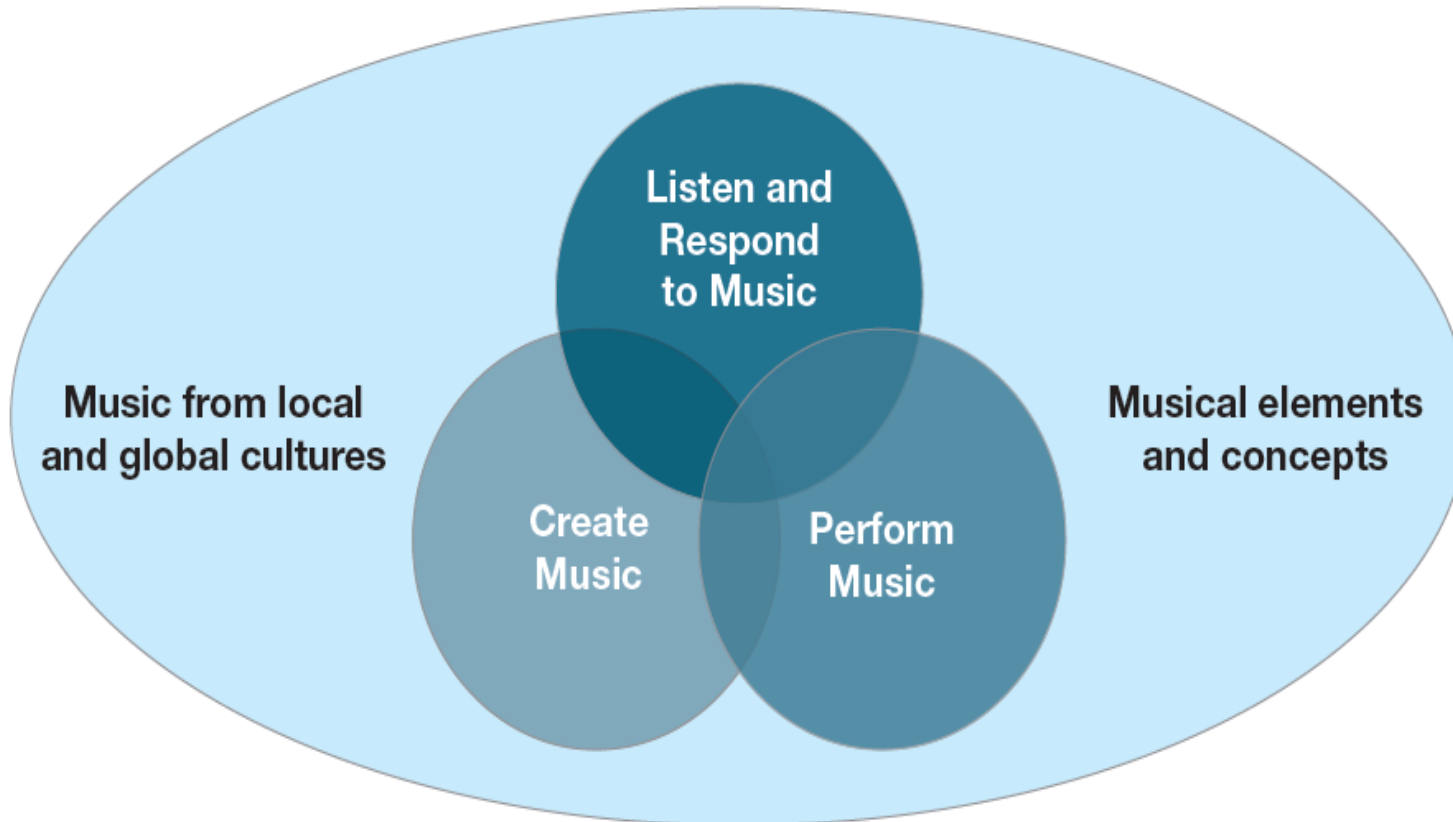 Listen and
Respond
to Music
Music from local
and global cultures
Musical elements
and concepts
Create
Music
Perform
Music